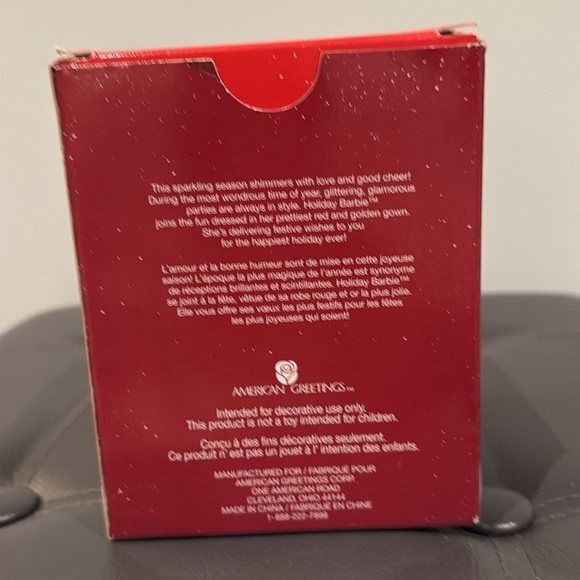 This sparkling season shimmers with love and good cheer!
During the most wondrous time of year, glittering, glamorous
parties are always in style. Holiday Barbie™
joins the fun dressed in her prettiest red and golden gown.
She's delivering festive wishes to you
for the happiest holiday ever!
L'amour et la bonne humeur sont de mise en cette joyeuse
saison! L'époque la plus magique de l'année est synonyme
de réceptions brillantes et scintillantes. Holiday Barbie™
se joint à la fête, vêtue de sa robe rouge et or la plus jolie.
Elle vous offre ses vœux les plus festifs pour les fêtes
les plus joyeuses qui soient!
AMERICAN GREETINGS™
Intended for decorative use only.
This product is not a toy intended for children.
Conçu à des fins décoratives seulement.
Ce produit n' est pas un jouet à l' intention des enfants.
MANUFACTURED FOR / FABRIQUÉ POUR
AMERICAN GREETINGS CORP.
ONE AMERICAN ROAD
CLEVELAND, OHIO 44144
MADE IN CHINA / FABRIQUÉ EN CHINE
1-888-222-7898